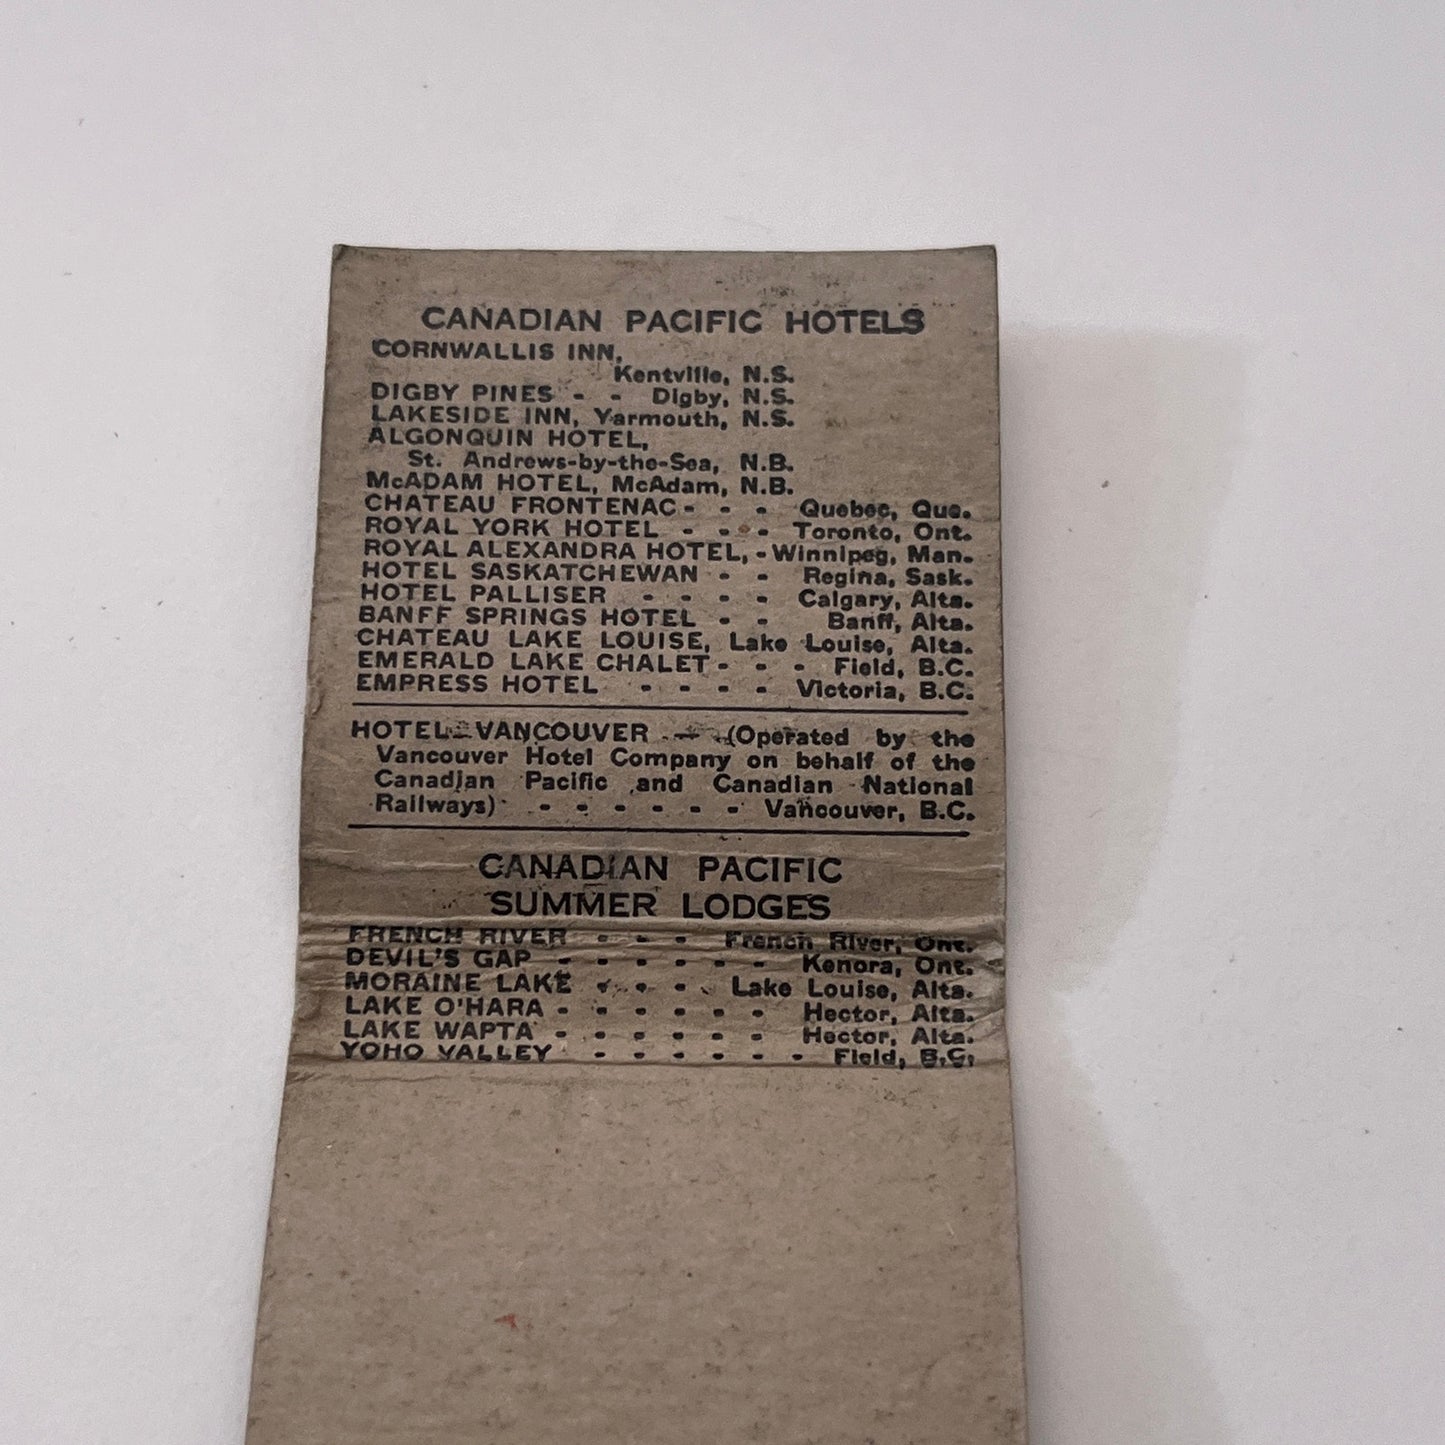 CANADIAN PACIFIC HOTELS
CORNWALLIS INN,
Kentville, N.S.
DIGBY PINES - - Digby, N.S.
LAKESIDE INN, Yarmouth, N.S.
ALGONQUIN HOTEL,
St. Andrews-by-the-Sea, N.B.
McADAM HOTEL, McAdam, N.B.
CHATEAU FRONTENAC - - - Quebec, Que.
ROYAL YORK HOTEL - - - Toronto, Ont.
ROYAL ALEXANDRA HOTEL, - Winnipeg, Man.
HOTEL SASKATCHEWAN - - Regina, Sask.
HOTEL PALLISER - - - - Calgary, Alta.
BANFF SPRINGS HOTEL - - Banff, Alta.
CHATEAU LAKE LOUISE, Lake Louise, Alta.
EMERALD LAKE CHALET - - - Field, B.C.
EMPRESS HOTEL - - - - Victoria, B.C.
HOTEL VANCOUVER — (Operated by the
Vancouver Hotel Company on behalf of the
Canadian Pacific and Canadian National
Railways) - - - - - - Vancouver, B.C.
CANADIAN PACIFIC
SUMMER LODGES
FRENCH RIVER - - - French River, Ont.
DEVIL'S GAP - - - - - - Kenora, Ont.
MORAINE LAKE - - - - Lake Louise, Alta.
LAKE O'HARA - - - - - - Hector, Alta.
LAKE WAPTA - - - - - - Hector, Alta.
YOHO VALLEY - - - - - - Field, B.C.